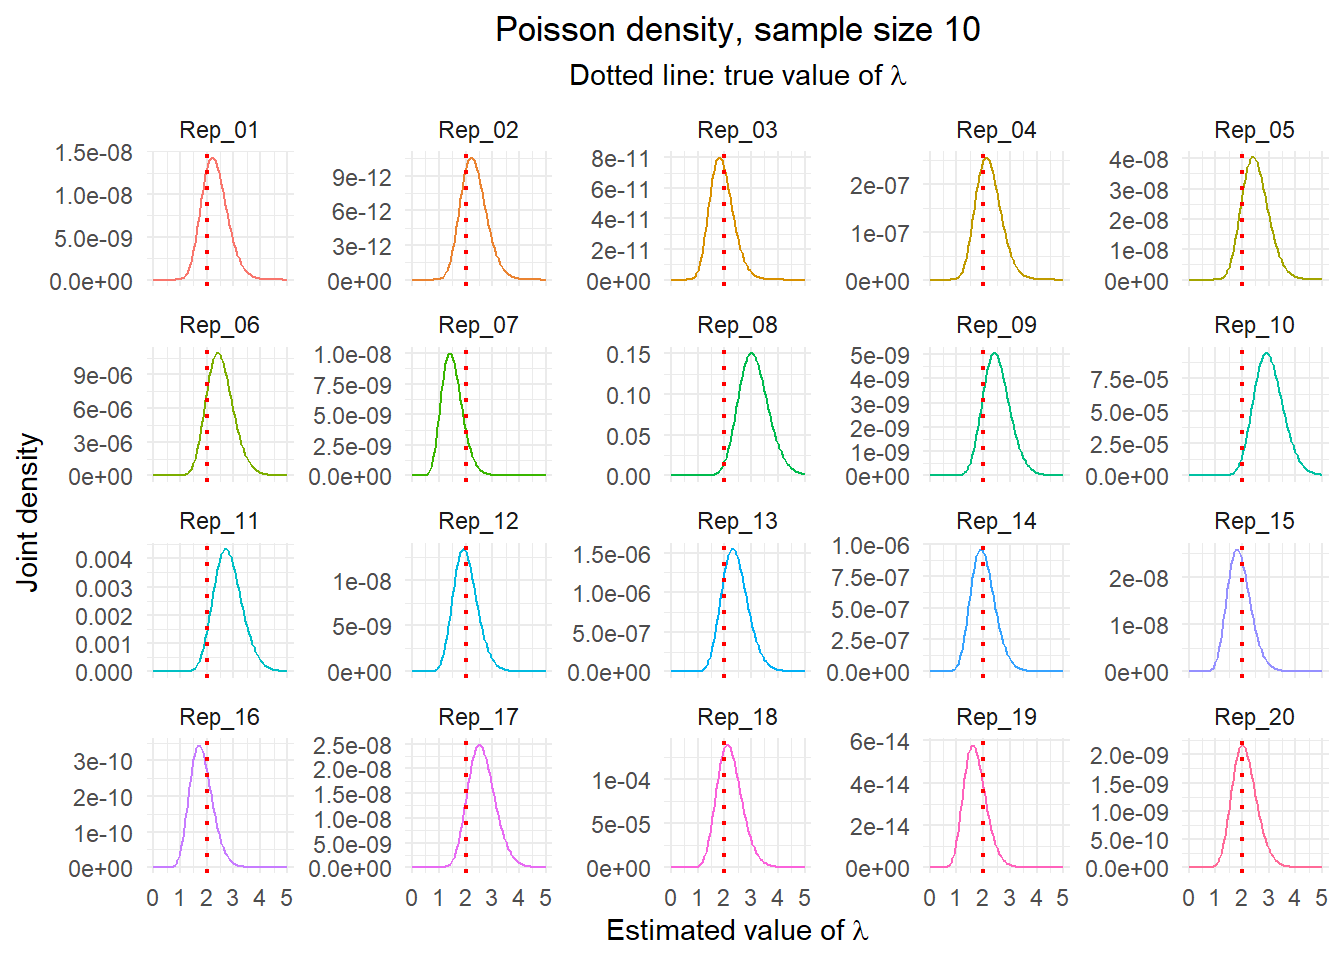 Poisson density, sample size 10
Dotted line: true value of λ
Rep_01 Rep_02 Rep_03 Rep_04 Rep_05
1.5e-08
1.0e-08
5.0e-09
0.0e+00
9e-12
6e-12
3e-12
0e+00
8e-11
6e-11
4e-11
2e-11
0e+00
2e-07
1e-07
0e+00
4e-08
3e-08
2e-08
1e-08
0e+00
Rep_06 Rep_07 Rep_08 Rep_09 Rep_10
9e-06
6e-06
3e-06
0e+00
1.0e-08
7.5e-09
5.0e-09
2.5e-09
0.0e+00
0.15
0.10
0.05
0.00
5e-09
4e-09
3e-09
2e-09
1e-09
0e+00
7.5e-05
5.0e-05
2.5e-05
0.0e+00
Joint density
Rep_11 Rep_12 Rep_13 Rep_14 Rep_15
0.004
0.003
0.002
0.001
0.000
1e-08
5e-09
0e+00
1.5e-06
1.0e-06
5.0e-07
0.0e+00
1.0e-06
7.5e-07
5.0e-07
2.5e-07
0.0e+00
2e-08
1e-08
0e+00
Rep_16 Rep_17 Rep_18 Rep_19 Rep_20
3e-10
2e-10
1e-10
0e+00
2.5e-08
2.0e-08
1.5e-08
1.0e-08
5.0e-09
0.0e+00
1e-04
5e-05
0e+00
6e-14
4e-14
2e-14
0e+00
2.0e-09
1.5e-09
1.0e-09
5.0e-10
0.0e+00
0 1 2 3 4 5 0 1 2 3 4 5 0 1 2 3 4 5 0 1 2 3 4 5 0 1 2 3 4 5
Estimated value of λ